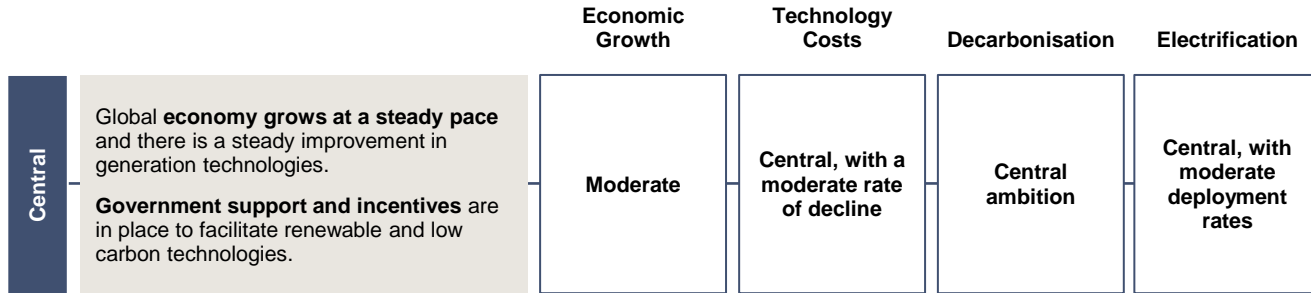 Economic
Growth
Technology
Costs
Decarbonisation
Electrification
Central
Global economy grows at a steady pace
and there is a steady improvement in
generation technologies.
Government support and incentives are
in place to facilitate renewable and low
carbon technologies.
Moderate
Central, with a
moderate rate
of decline
Central
ambition
Central, with
moderate
deployment
rates